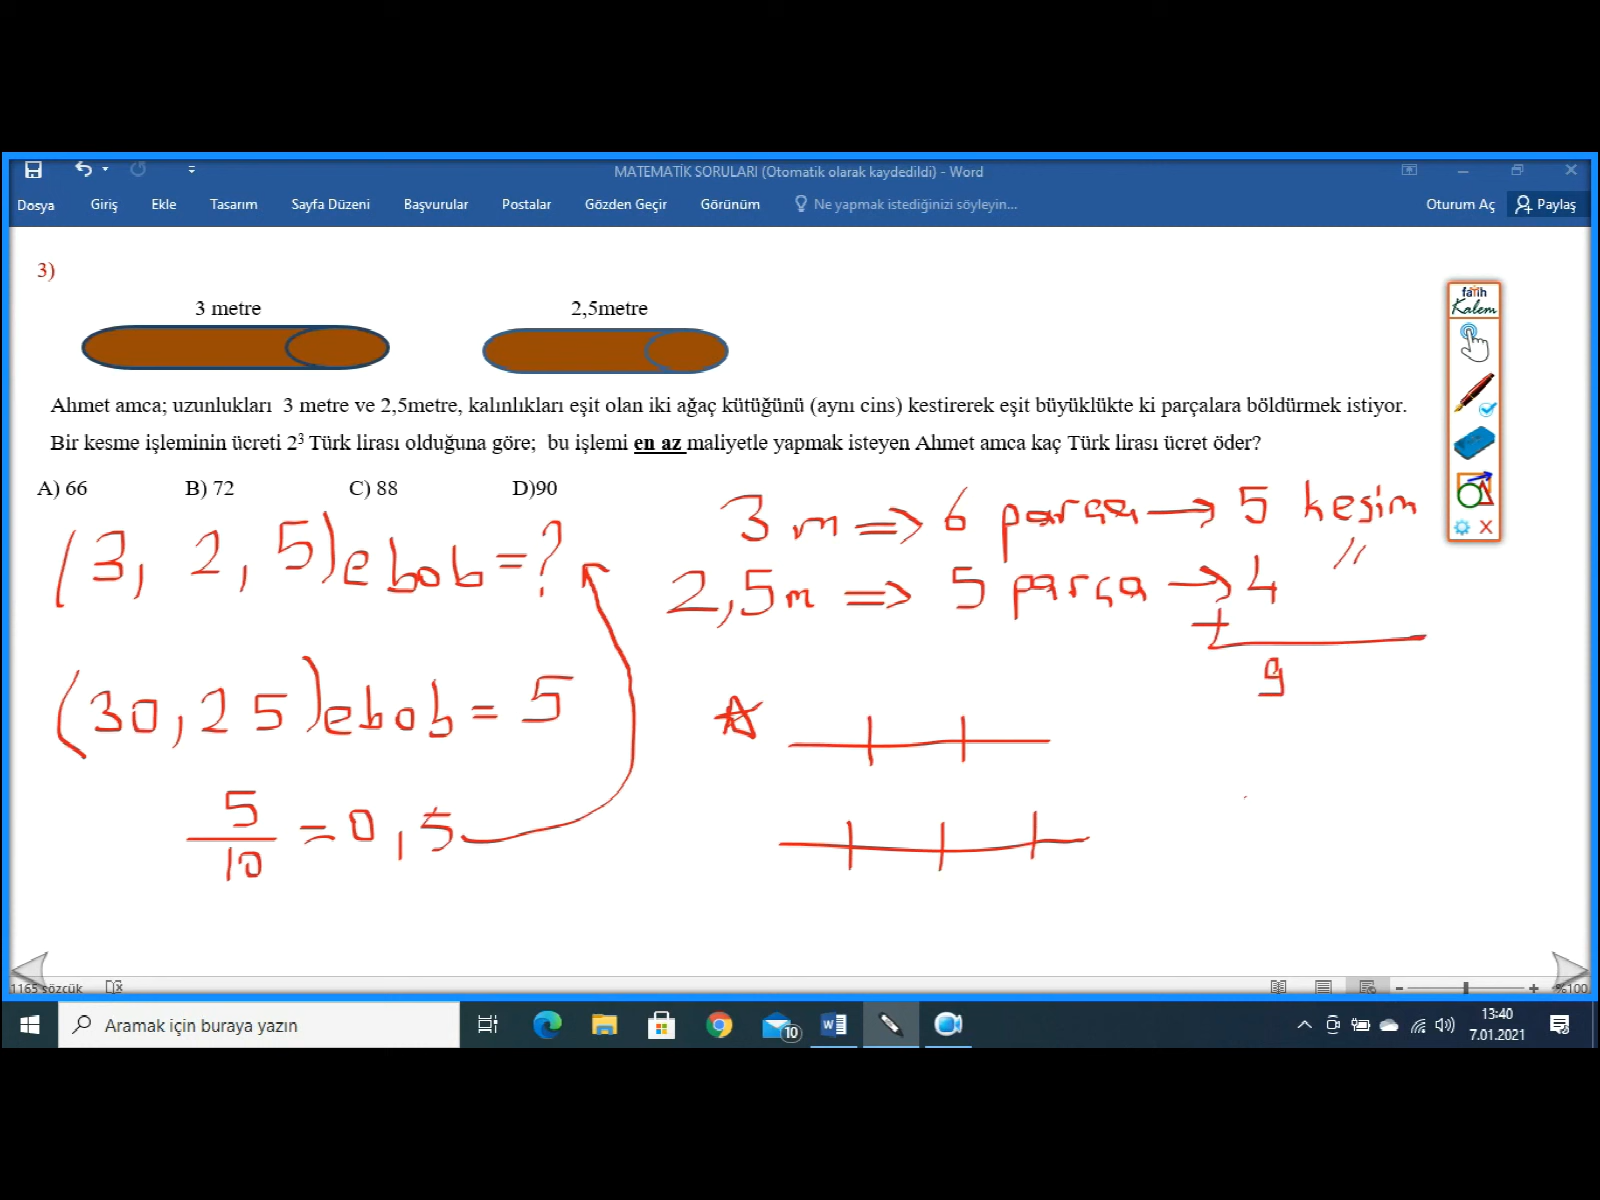 MATEMATİK SORULARI (Otomatik olarak kaydedildi) - Word
Dosya Giriş Ekle Tasarım Sayfa Düzeni Başvurular Postalar Gözden Geçir Görünüm Ne yapmak istediğinizi söyleyin... Oturum Aç Paylaş
3)
3 metre 2,5metre
fatih
Kalem
Ahmet amca; uzunlukları 3 metre ve 2,5metre, kalınlıkları eşit olan iki ağaç kütüğünü (aynı cins) kestirerek eşit büyüklükte ki parçalara böldürmek istiyor.
Bir kesme işleminin ücreti 2³ Türk lirası olduğuna göre; bu işlemi en az maliyetle yapmak isteyen Ahmet amca kaç Türk lirası ücret öder?
A) 66 B) 72 C) 88 D)90
3 m => 6 parça → 5 kesim
(3, 2,5)ebob=?
2,5m => 5 parça → 4 //
+
9
(30,25)ebob= 5
5/10 = 0,5
1165 sözcük
%100
Aramak için buraya yazın
10
13:40
7.01.2021